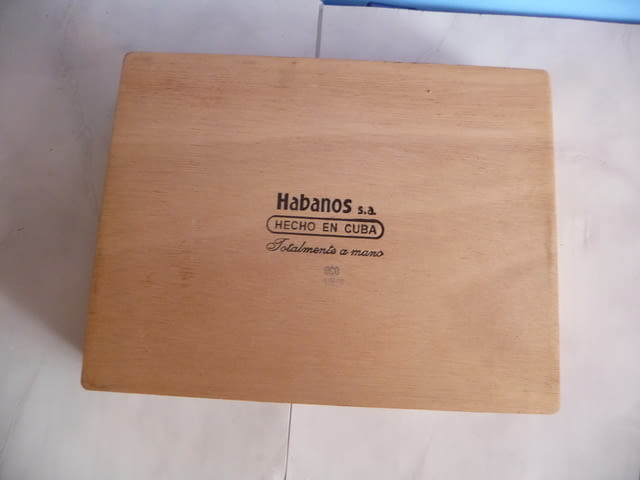 Habanos s.a.
HECHO EN CUBA
Totalmente a mano